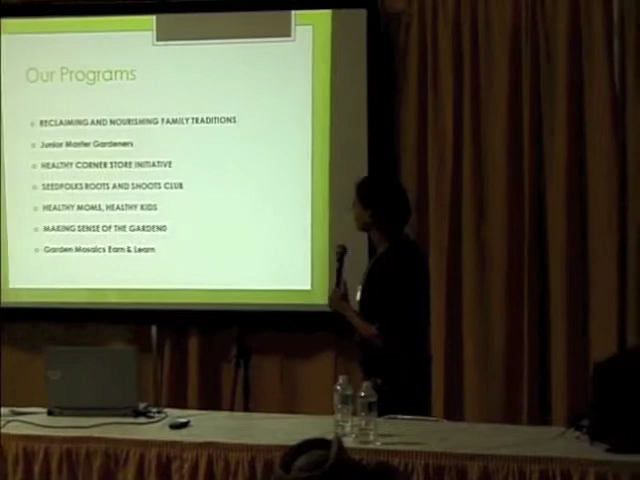 Our Programs
RECLAIMING AND NOURISHING FAMILY TRADITIONS
Junior Master Gardeners
HEALTHY CORNER STORE INITIATIVE
SEEDFOLKS ROOTS AND SHOOTS CLUB
HEALTHY MOMS, HEALTHY KIDS
MAKING SENSE OF THE GARDEN
Garden Mosaics Earn & Learn